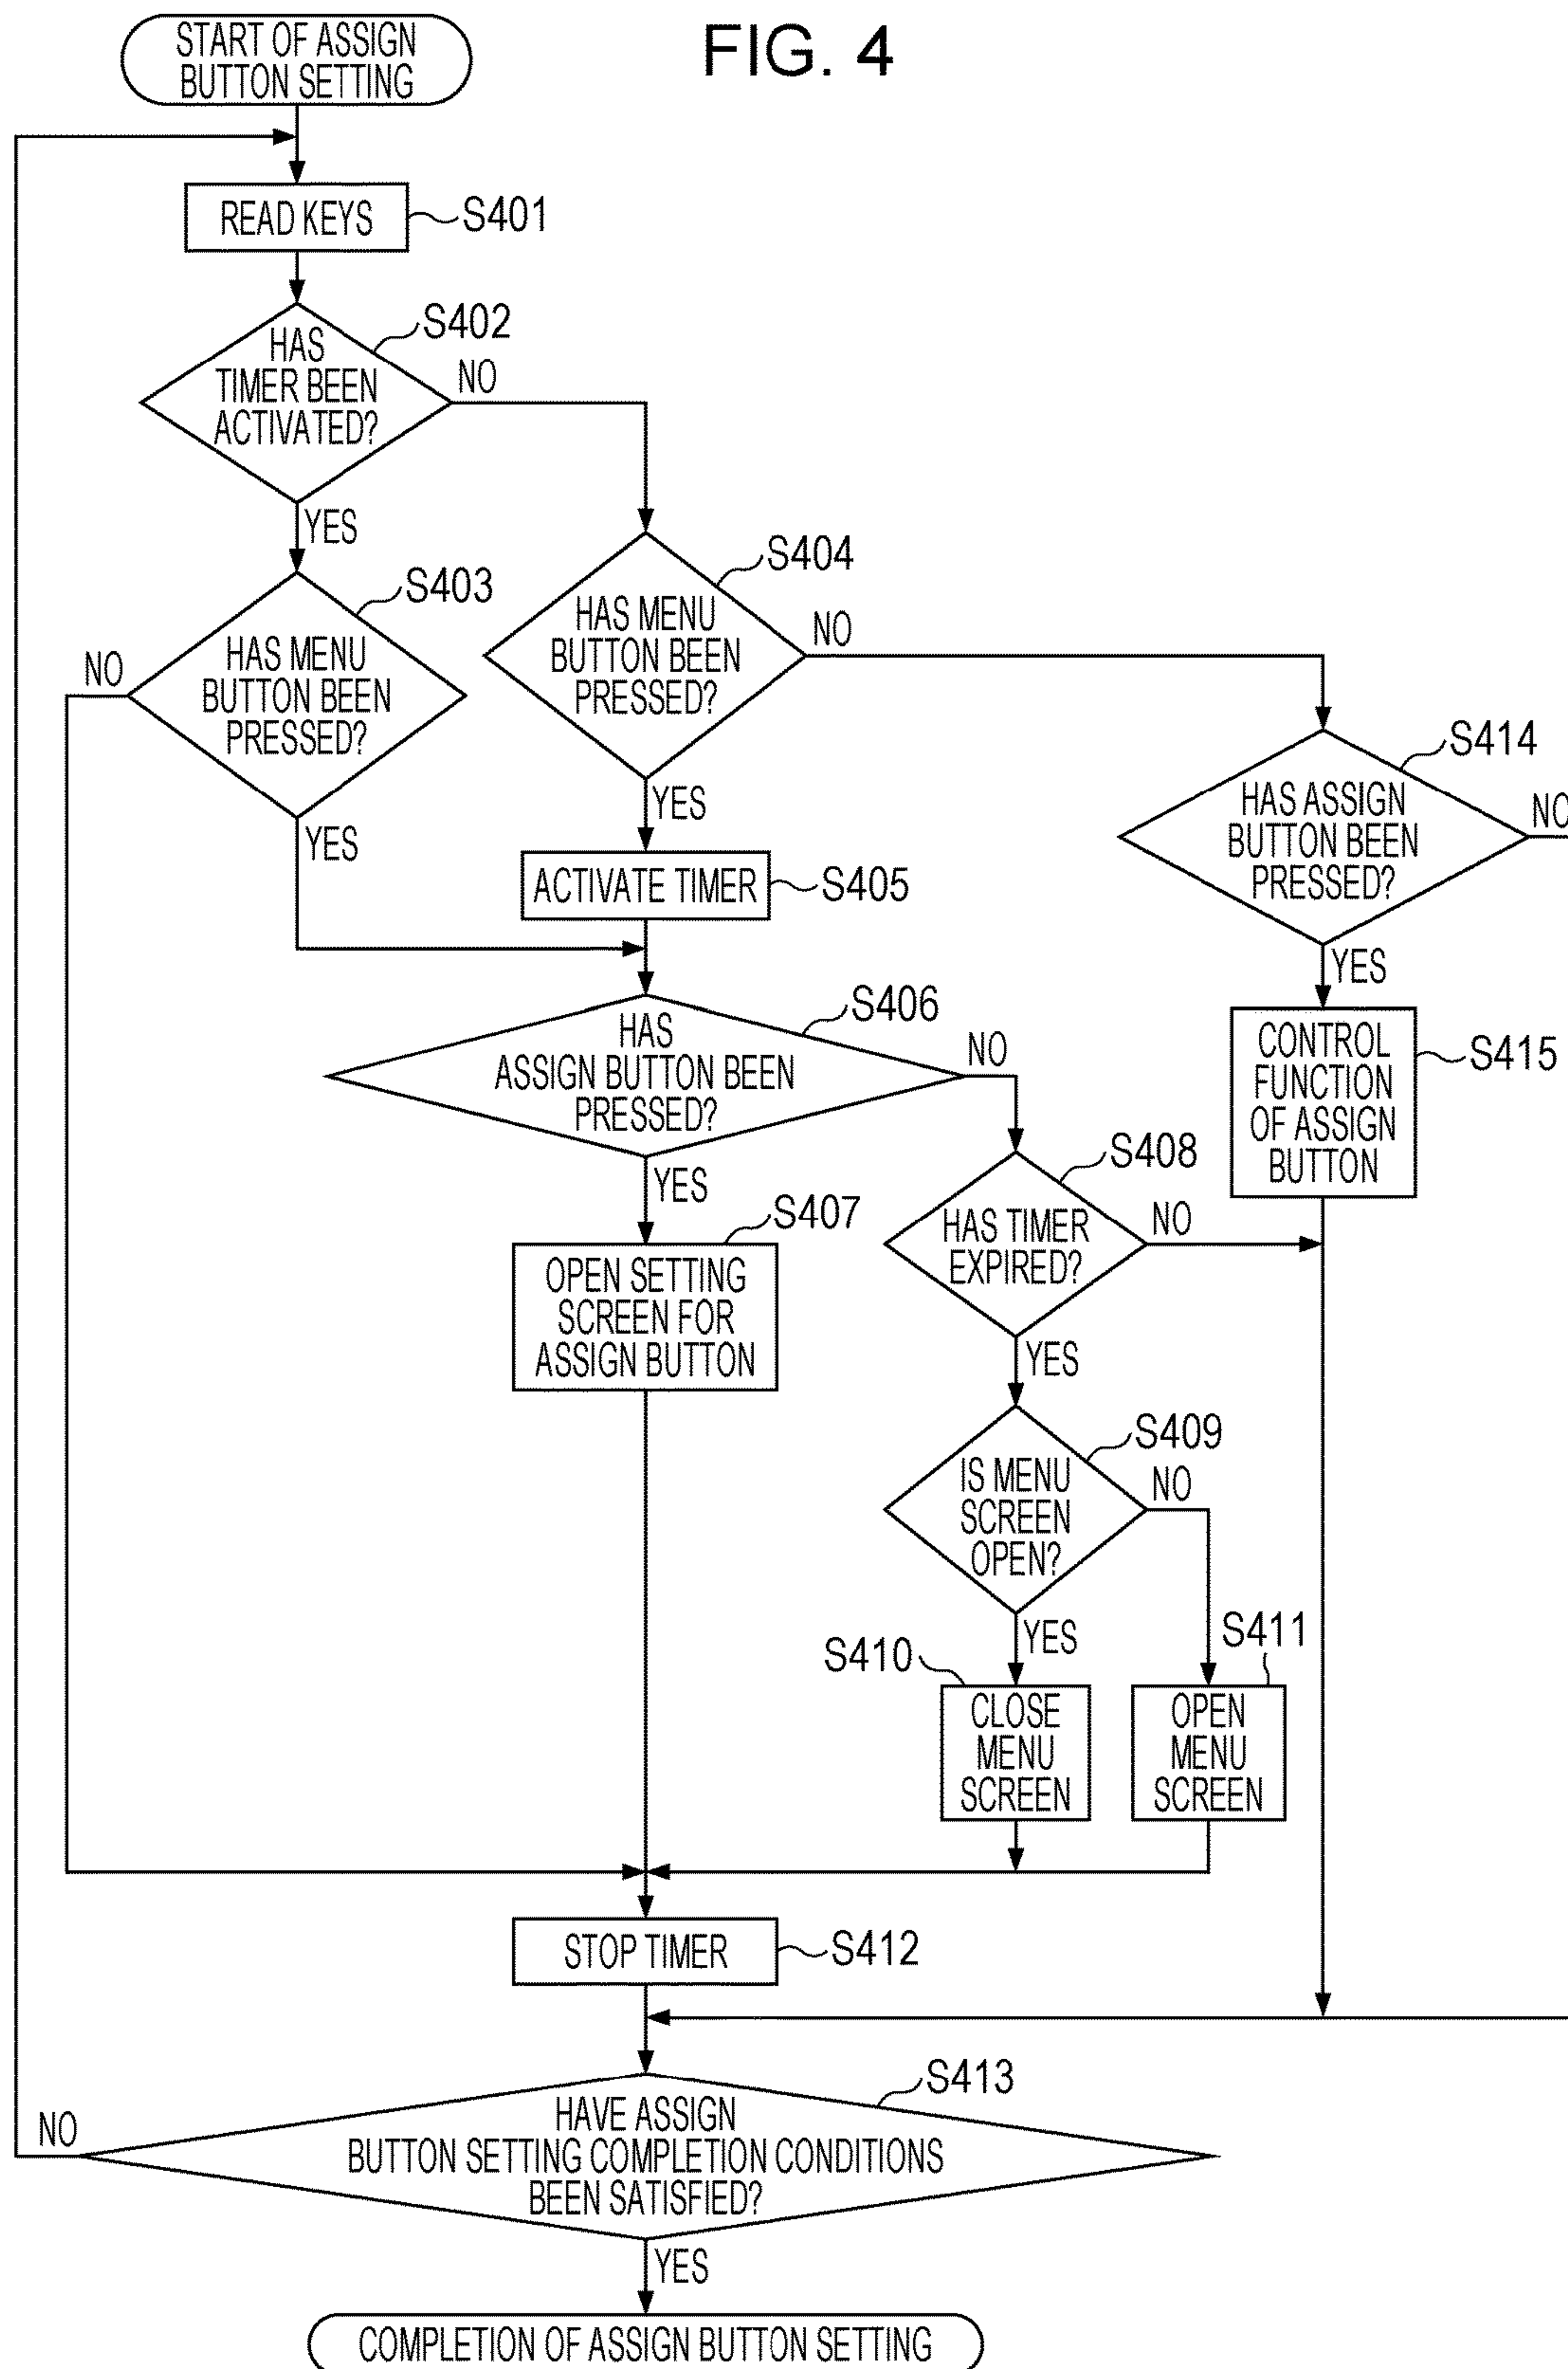 FIG. 4
START OF ASSIGN
BUTTON SETTING
READ KEYS
S401
HAS
TIMER BEEN
ACTIVATED?
S402
NO
YES
HAS MENU
BUTTON BEEN
PRESSED?
S403
NO
YES
HAS MENU
BUTTON BEEN
PRESSED?
S404
NO
YES
ACTIVATE TIMER
S405
HAS ASSIGN
BUTTON BEEN
PRESSED?
S414
NO
YES
CONTROL
FUNCTION
OF ASSIGN
BUTTON
S415
HAS
ASSIGN BUTTON BEEN
PRESSED?
S406
NO
YES
OPEN SETTING
SCREEN FOR
ASSIGN BUTTON
S407
HAS TIMER
EXPIRED?
S408
NO
YES
IS MENU
SCREEN
OPEN?
S409
NO
YES
S410
CLOSE
MENU
SCREEN
S411
OPEN
MENU
SCREEN
STOP TIMER
S412
HAVE ASSIGN
BUTTON SETTING COMPLETION CONDITIONS
BEEN SATISFIED?
S413
NO
YES
COMPLETION OF ASSIGN BUTTON SETTING